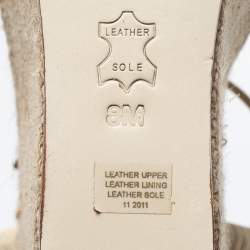 LEATHER
SOLE
8M
LEATHER UPPER
LEATHER LINING
LEATHER SOLE
11 2011